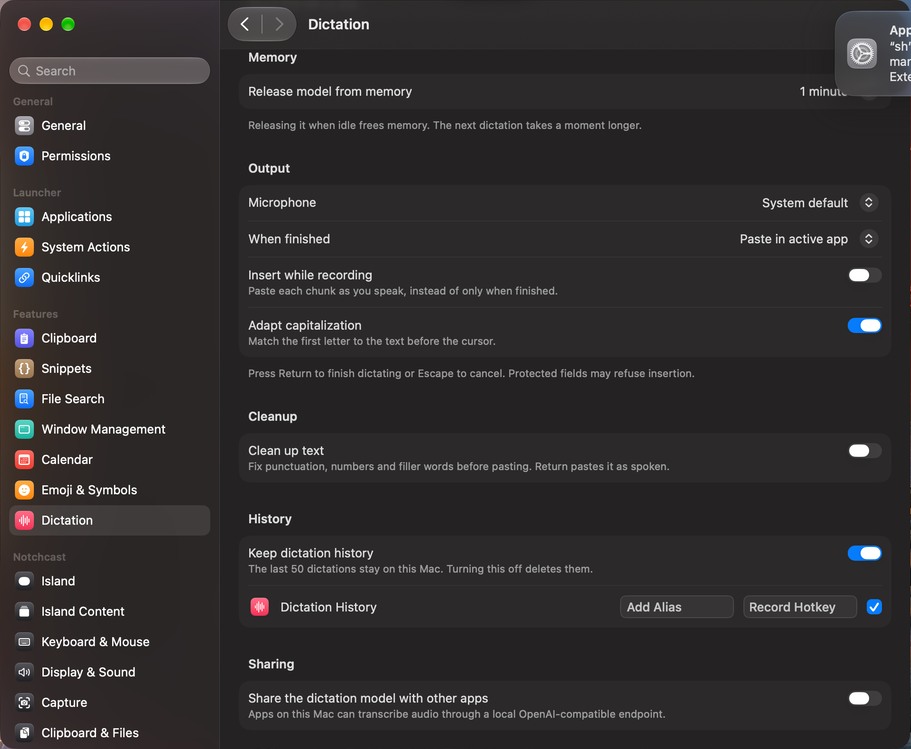 Dictation
Search
General
General
Permissions
Launcher
Applications
System Actions
Quicklinks
Features
Clipboard
Snippets
File Search
Window Management
Calendar
Emoji & Symbols
Dictation
Notchcast
Island
Island Content
Keyboard & Mouse
Display & Sound
Capture
Clipboard & Files
Memory
Release model from memory
1 minute
Releasing it when idle frees memory. The next dictation takes a moment longer.
Output
Microphone
System default
When finished
Paste in active app
Insert while recording
Paste each chunk as you speak, instead of only when finished.
Adapt capitalization
Match the first letter to the text before the cursor.
Press Return to finish dictating or Escape to cancel. Protected fields may refuse insertion.
Cleanup
Clean up text
Fix punctuation, numbers and filler words before pasting. Return pastes it as spoken.
History
Keep dictation history
The last 50 dictations stay on this Mac. Turning this off deletes them.
Dictation History
Add Alias
Record Hotkey
Sharing
Share the dictation model with other apps
Apps on this Mac can transcribe audio through a local OpenAI-compatible endpoint.
App
"sh"